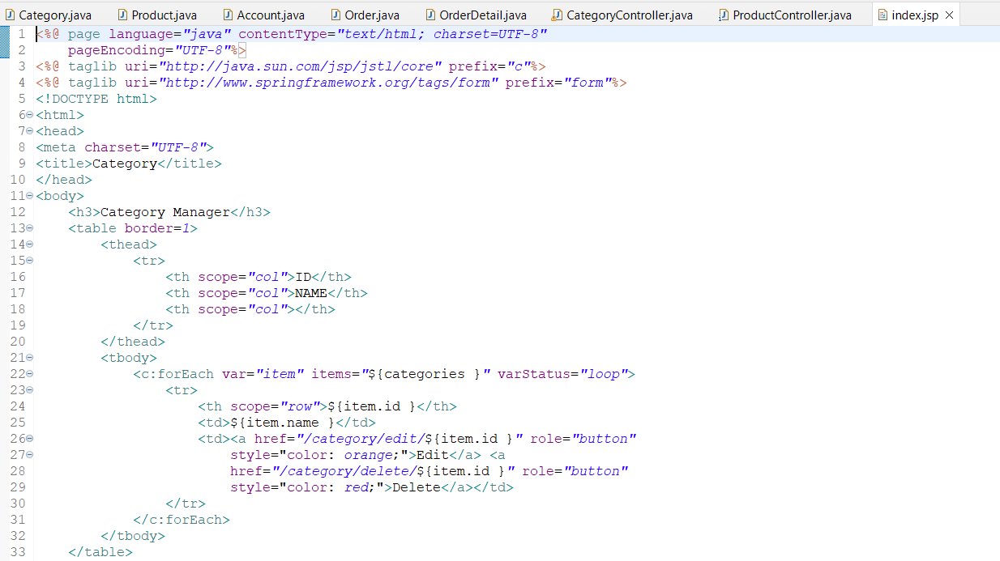 Category.java Product.java Account.java Order.java OrderDetail.java CategoryController.java ProductController.java index.jsp
1 <%@ page language="java" contentType="text/html; charset=UTF-8"
2     pageEncoding="UTF-8"%>
3 <%@ taglib uri="http://java.sun.com/jsp/jstl/core" prefix="c"%>
4 <%@ taglib uri="http://www.springframework.org/tags/form" prefix="form"%>
5 <!DOCTYPE html>
6 <html>
7 <head>
8 <meta charset="UTF-8">
9 <title>Category</title>
10 </head>
11 <body>
12     <h3>Category Manager</h3>
13     <table border=1>
14         <thead>
15             <tr>
16                 <th scope="col">ID</th>
17                 <th scope="col">NAME</th>
18                 <th scope="col"></th>
19             </tr>
20         </thead>
21         <tbody>
22             <c:forEach var="item" items="${categories }" varStatus="loop">
23                 <tr>
24                     <th scope="row">${item.id }</th>
25                     <td>${item.name }</td>
26                     <td><a href="/category/edit/${item.id }" role="button"
27                         style="color: orange;">Edit</a> <a
28                         href="/category/delete/${item.id }" role="button"
29                         style="color: red;">Delete</a></td>
30                 </tr>
31             </c:forEach>
32         </tbody>
33     </table>